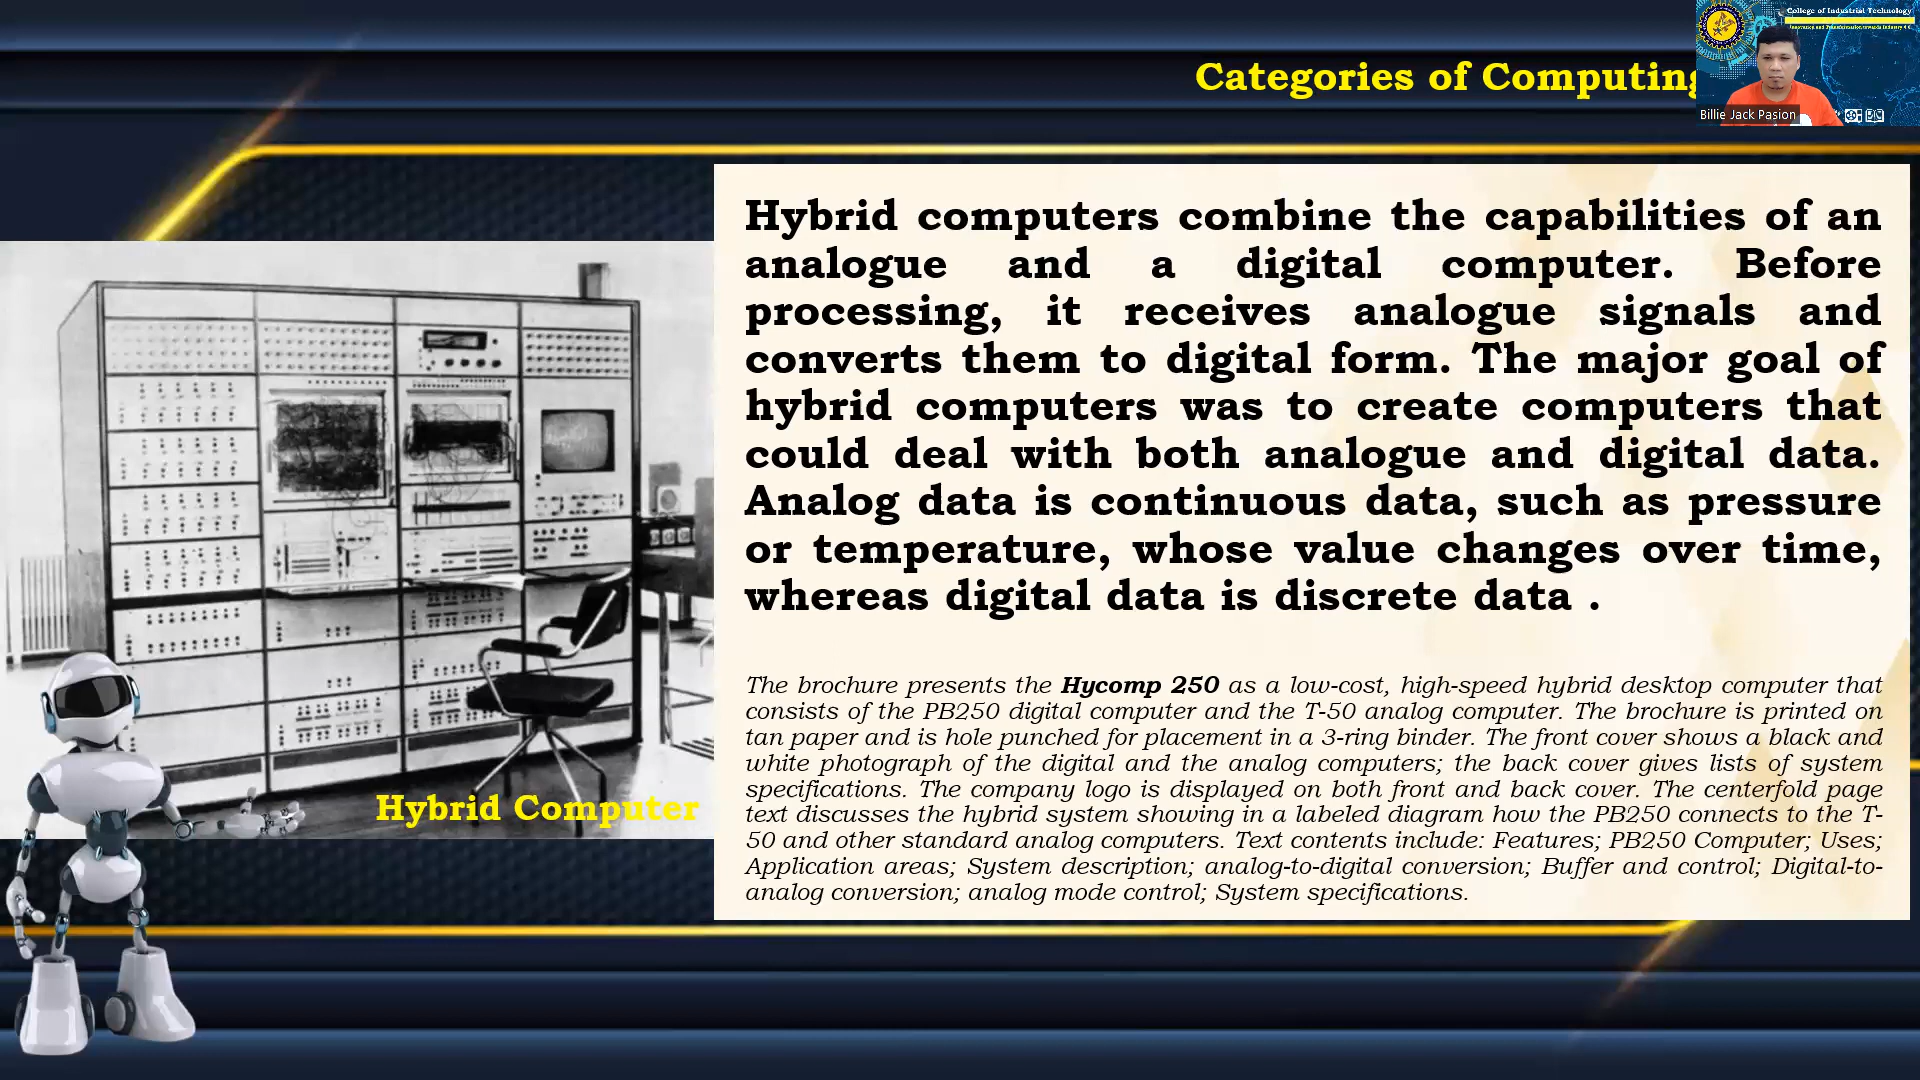 College of Industrial Technology
Categories of Computing
Billie Jack Pasion
Hybrid computers combine the capabilities of an
analogue and a digital computer. Before
processing, it receives analogue signals and
converts them to digital form. The major goal of
hybrid computers was to create computers that
could deal with both analogue and digital data.
Analog data is continuous data, such as pressure
or temperature, whose value changes over time,
whereas digital data is discrete data .
The brochure presents the Hycomp 250 as a low-cost, high-speed hybrid desktop computer that
consists of the PB250 digital computer and the T-50 analog computer. The brochure is printed on
tan paper and is hole punched for placement in a 3-ring binder. The front cover shows a black and
white photograph of the digital and the analog computers; the back cover gives lists of system
specifications. The company logo is displayed on both front and back cover. The centerfold page
text discusses the hybrid system showing in a labeled diagram how the PB250 connects to the T-
50 and other standard analog computers. Text contents include: Features; PB250 Computer; Uses;
Application areas; System description; analog-to-digital conversion; Buffer and control; Digital-to-
analog conversion; analog mode control; System specifications.
Hybrid Computer